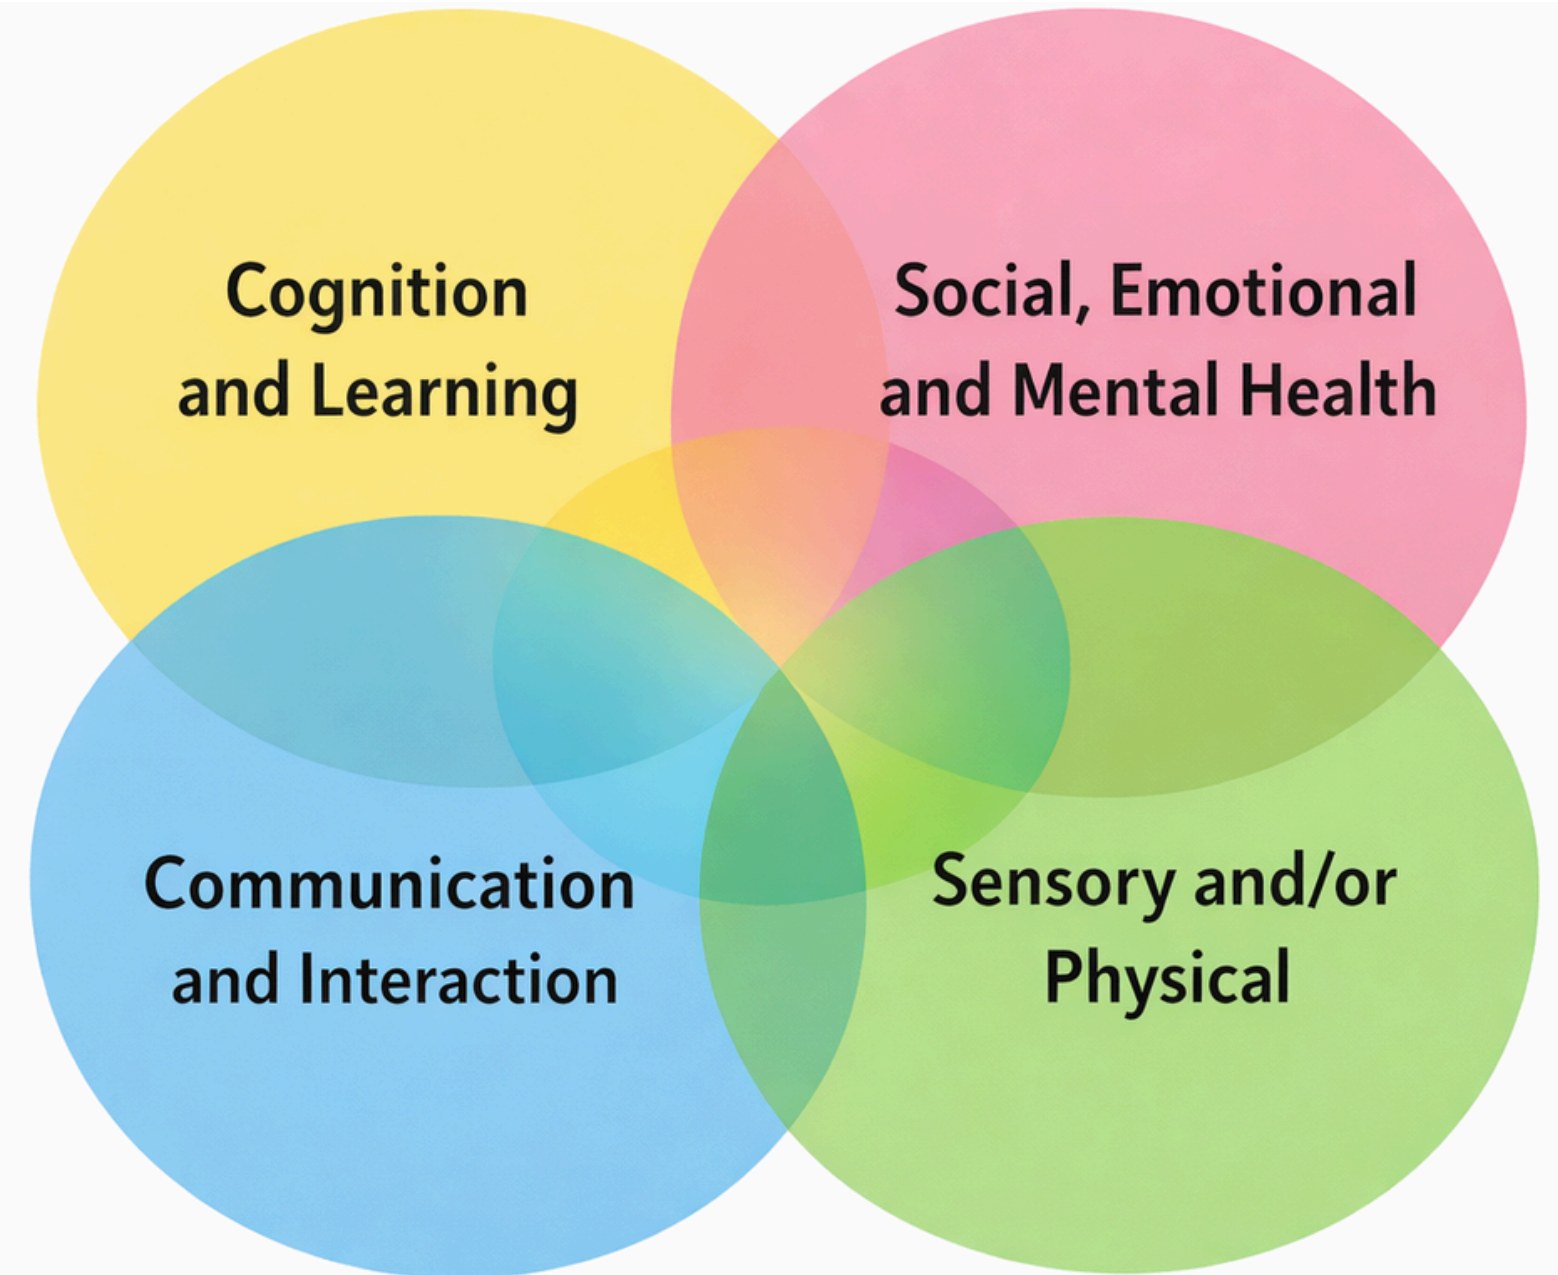 Cognition
and Learning
Social, Emotional
and Mental Health
Communication
and Interaction
Sensory and/or
Physical